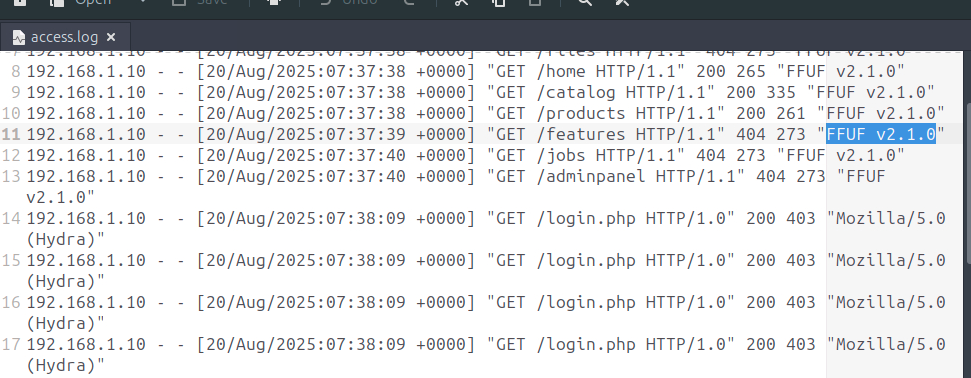 Open Save Undo
access.log
7 192.168.1.10 - - [20/Aug/2025:07:37:38 +0000] "GET /files HTTP/1.1" 404 273 "FFUF v2.1.0"
8 192.168.1.10 - - [20/Aug/2025:07:37:38 +0000] "GET /home HTTP/1.1" 200 265 "FFUF v2.1.0"
9 192.168.1.10 - - [20/Aug/2025:07:37:38 +0000] "GET /catalog HTTP/1.1" 200 335 "FFUF v2.1.0"
10 192.168.1.10 - - [20/Aug/2025:07:37:38 +0000] "GET /products HTTP/1.1" 200 261 "FFUF v2.1.0"
11 192.168.1.10 - - [20/Aug/2025:07:37:39 +0000] "GET /features HTTP/1.1" 404 273 "FFUF v2.1.0"
12 192.168.1.10 - - [20/Aug/2025:07:37:40 +0000] "GET /jobs HTTP/1.1" 404 273 "FFUF v2.1.0"
13 192.168.1.10 - - [20/Aug/2025:07:37:40 +0000] "GET /adminpanel HTTP/1.1" 404 273 "FFUF
v2.1.0"
14 192.168.1.10 - - [20/Aug/2025:07:38:09 +0000] "GET /login.php HTTP/1.0" 200 403 "Mozilla/5.0
(Hydra)"
15 192.168.1.10 - - [20/Aug/2025:07:38:09 +0000] "GET /login.php HTTP/1.0" 200 403 "Mozilla/5.0
(Hydra)"
16 192.168.1.10 - - [20/Aug/2025:07:38:09 +0000] "GET /login.php HTTP/1.0" 200 403 "Mozilla/5.0
(Hydra)"
17 192.168.1.10 - - [20/Aug/2025:07:38:09 +0000] "GET /login.php HTTP/1.0" 200 403 "Mozilla/5.0
(Hydra)"